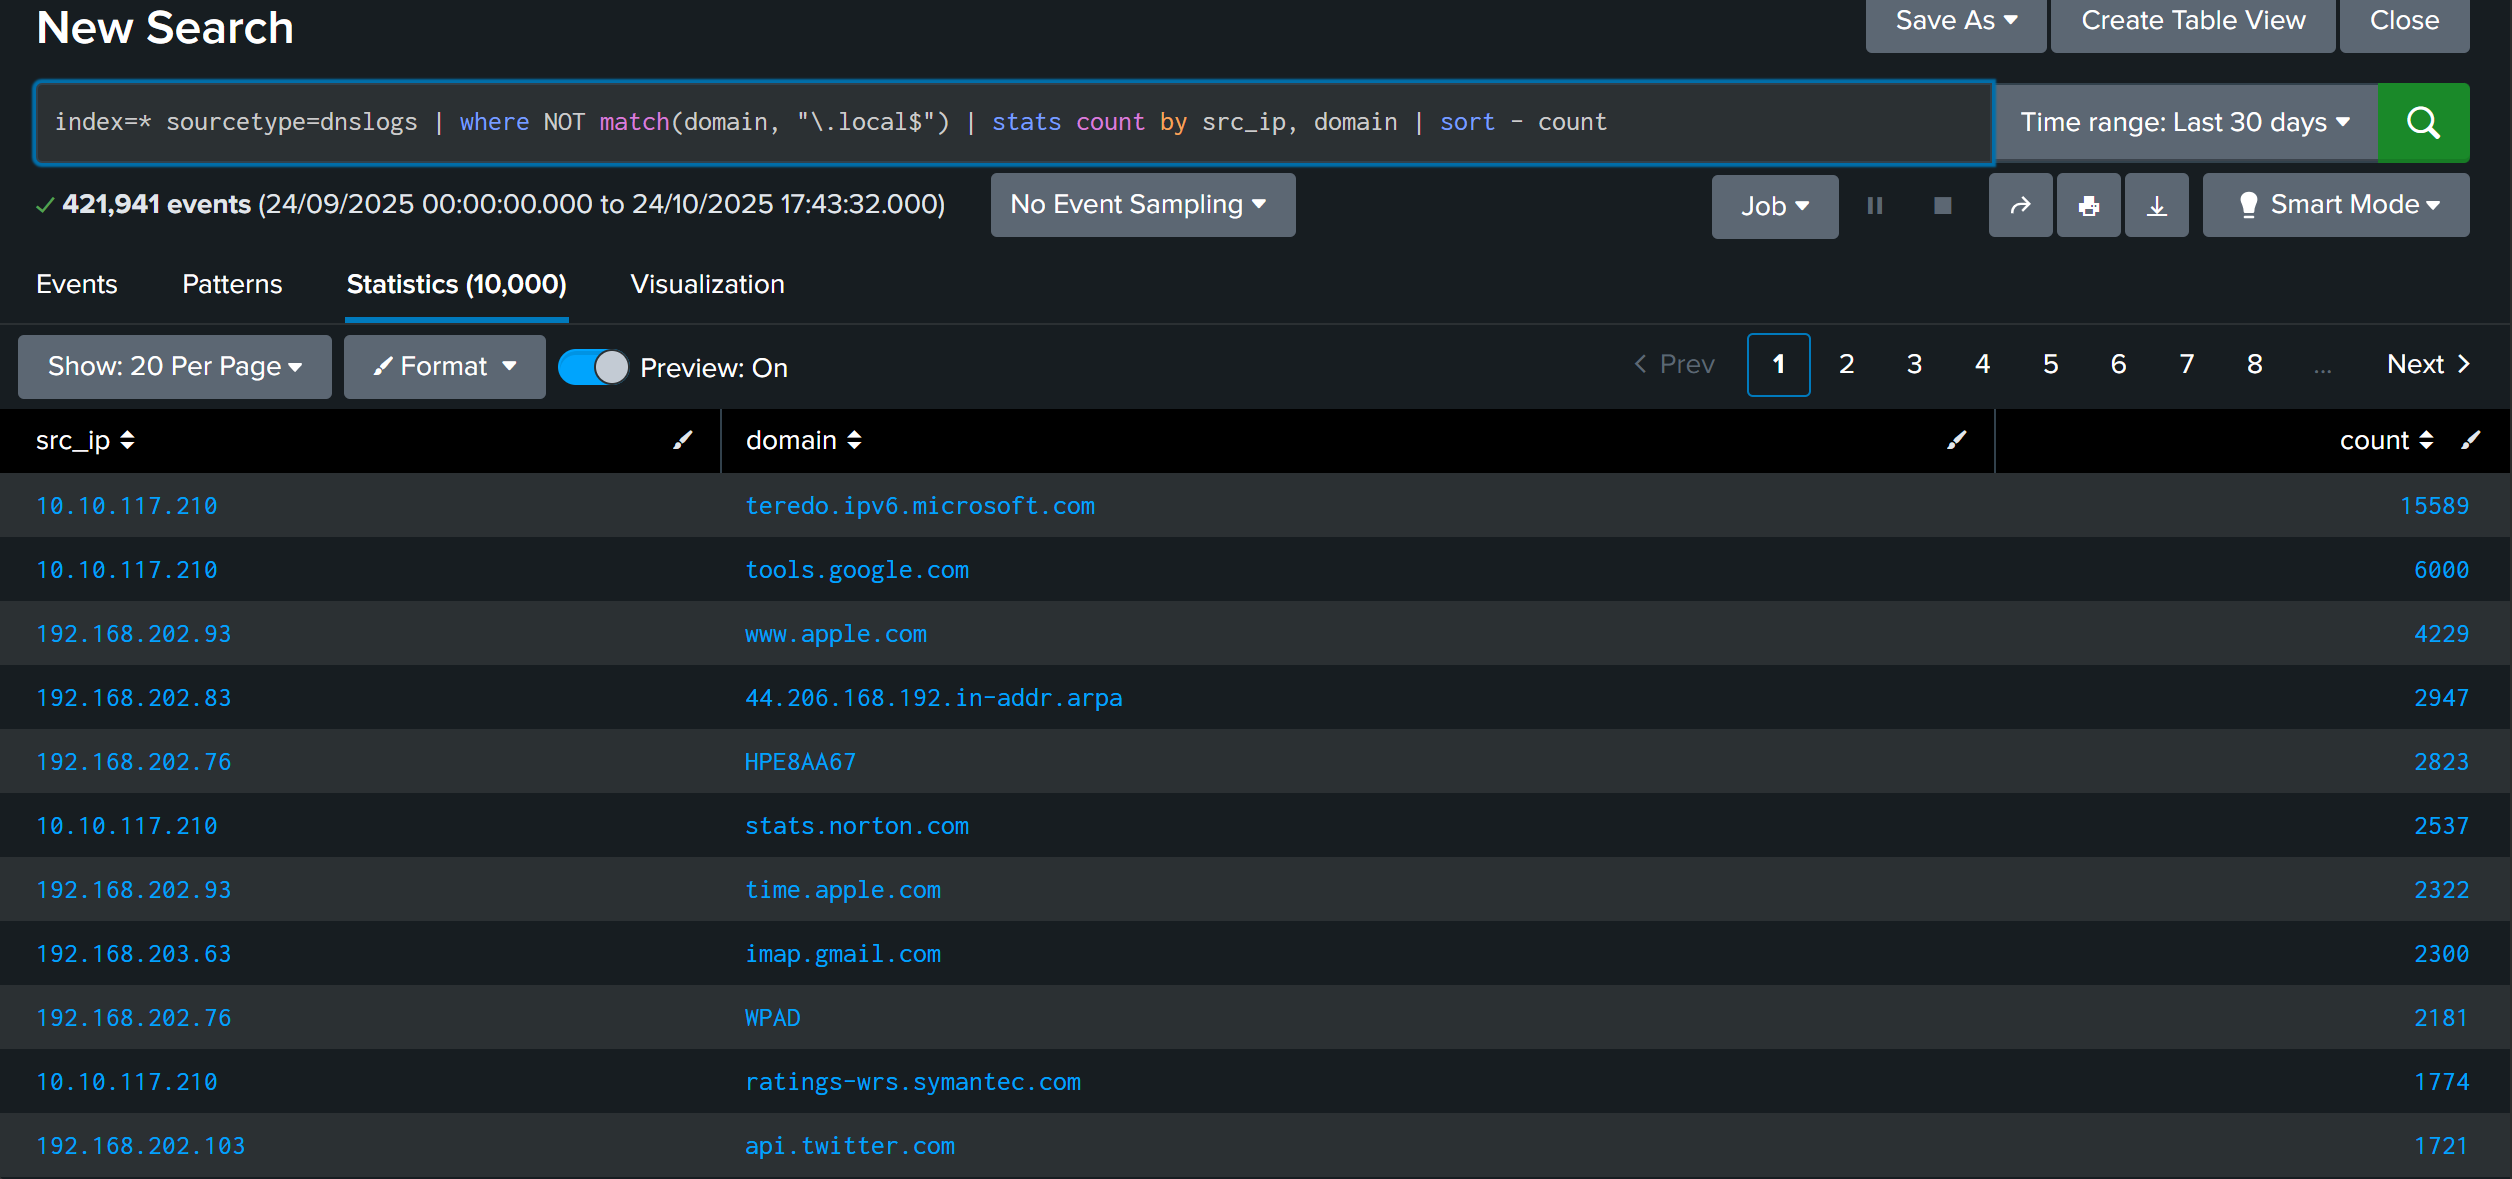 New Search
Save As
Create Table View
Close
index=* sourcetype=dnslogs | where NOT match(domain, "\.local$") | stats count by src_ip, domain | sort - count
Time range: Last 30 days
421,941 events (24/09/2025 00:00:00.000 to 24/10/2025 17:43:32.000)
No Event Sampling
Job
Smart Mode
Events
Patterns
Statistics (10,000)
Visualization
Show: 20 Per Page
Format
Preview: On
Prev 1 2 3 4 5 6 7 8 ... Next
src_ip domain count
10.10.117.210 teredo.ipv6.microsoft.com 15589
10.10.117.210 tools.google.com 6000
192.168.202.93 www.apple.com 4229
192.168.202.83 44.206.168.192.in-addr.arpa 2947
192.168.202.76 HPE8AA67 2823
10.10.117.210 stats.norton.com 2537
192.168.202.93 time.apple.com 2322
192.168.203.63 imap.gmail.com 2300
192.168.202.76 WPAD 2181
10.10.117.210 ratings-wrs.symantec.com 1774
192.168.202.103 api.twitter.com 1721